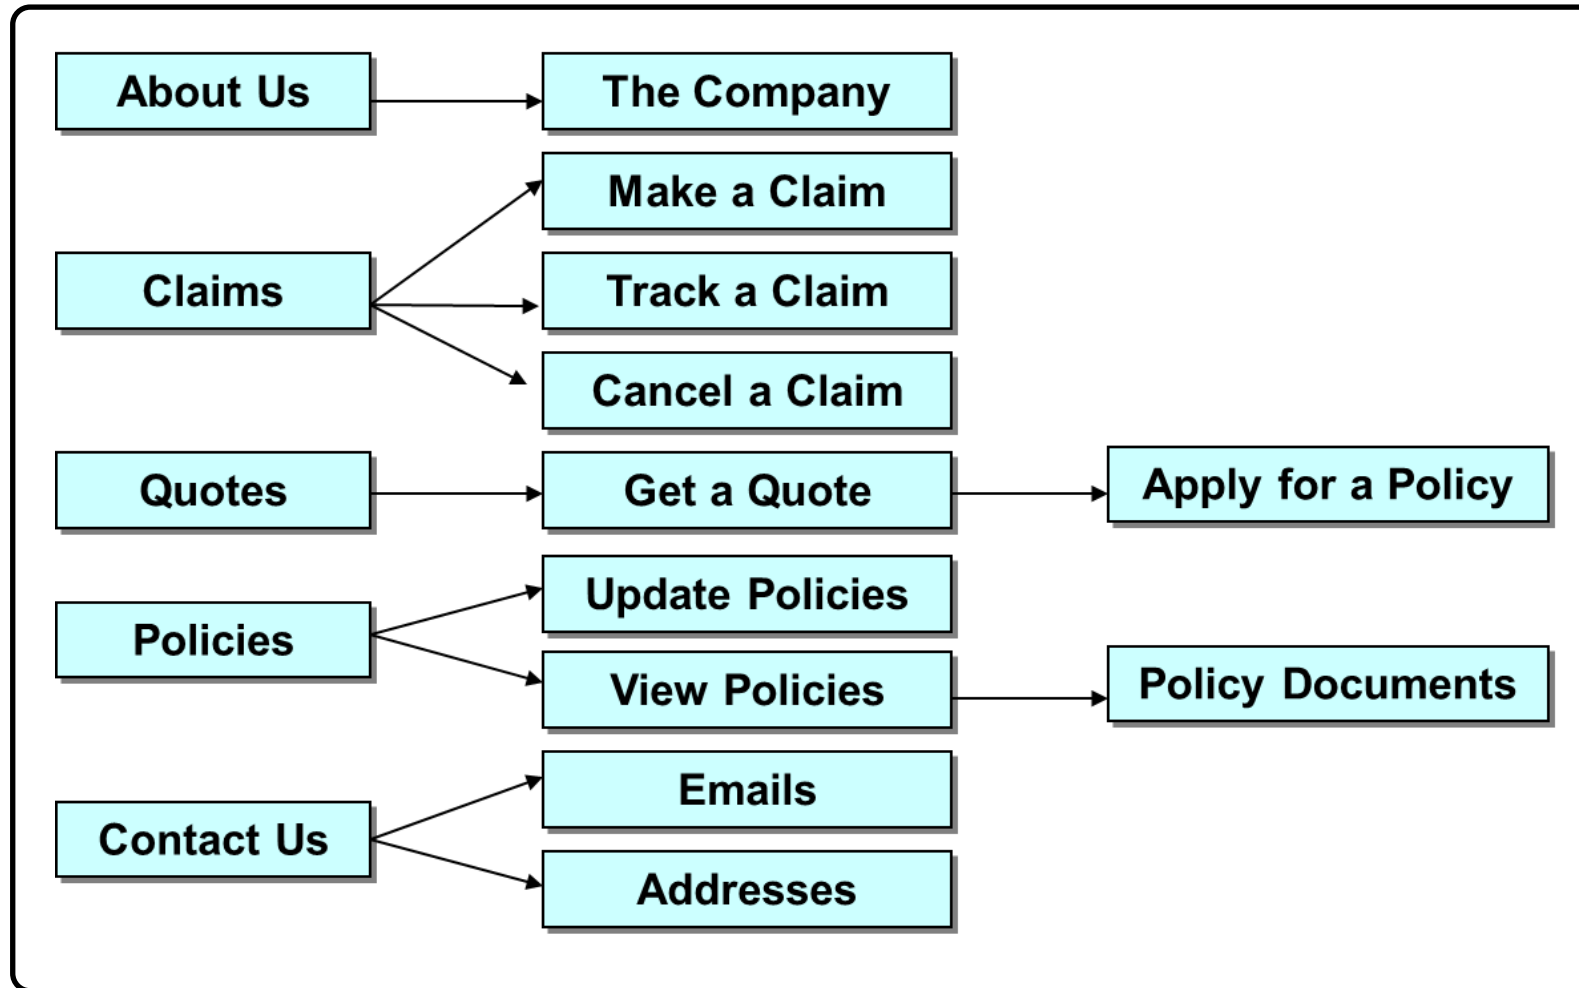 About Us
The Company
Make a Claim
Claims
Track a Claim
Cancel a Claim
Quotes
Get a Quote
Apply for a Policy
Update Policies
Policies
View Policies
Policy Documents
Emails
Contact Us
Addresses